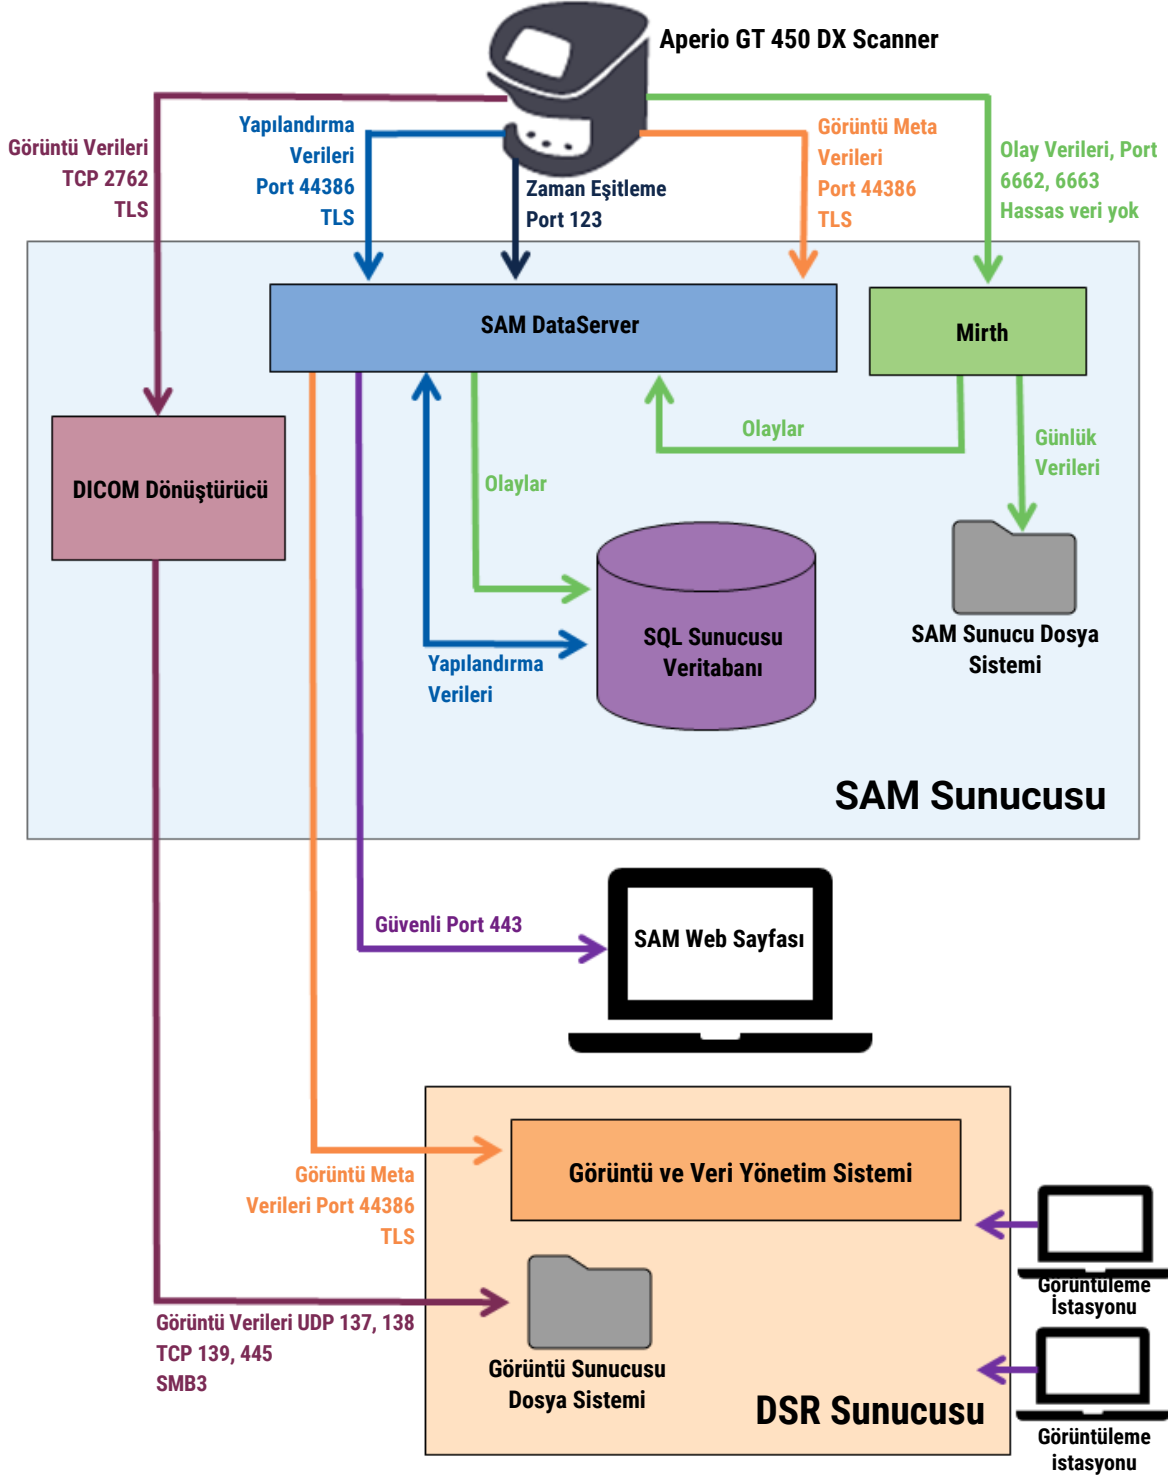 Aperio GT 450 DX Scanner
Görüntü Verileri
TCP 2762
TLS
Yapılandırma
Verileri
Port 44386
TLS
Zaman Eşitleme
Port 123
Görüntü Meta
Verileri
Port 44386
TLS
Olay Verileri, Port
6662, 6663
Hassas veri yok
SAM DataServer
Mirth
DICOM Dönüştürücü
Olaylar
Olaylar
Günlük
Verileri
SQL Sunucusu
Veritabanı
SAM Sunucu Dosya
Sistemi
Yapılandırma
Verileri
SAM Sunucusu
Güvenli Port 443
SAM Web Sayfası
Görüntü Meta
Verileri Port 44386
TLS
Görüntü ve Veri Yönetim Sistemi
Görüntüleme
İstasyonu
Görüntü Verileri UDP 137, 138
TCP 139, 445
SMB3
Görüntü Sunucusu
Dosya Sistemi
DSR Sunucusu
Görüntüleme
istasyonu